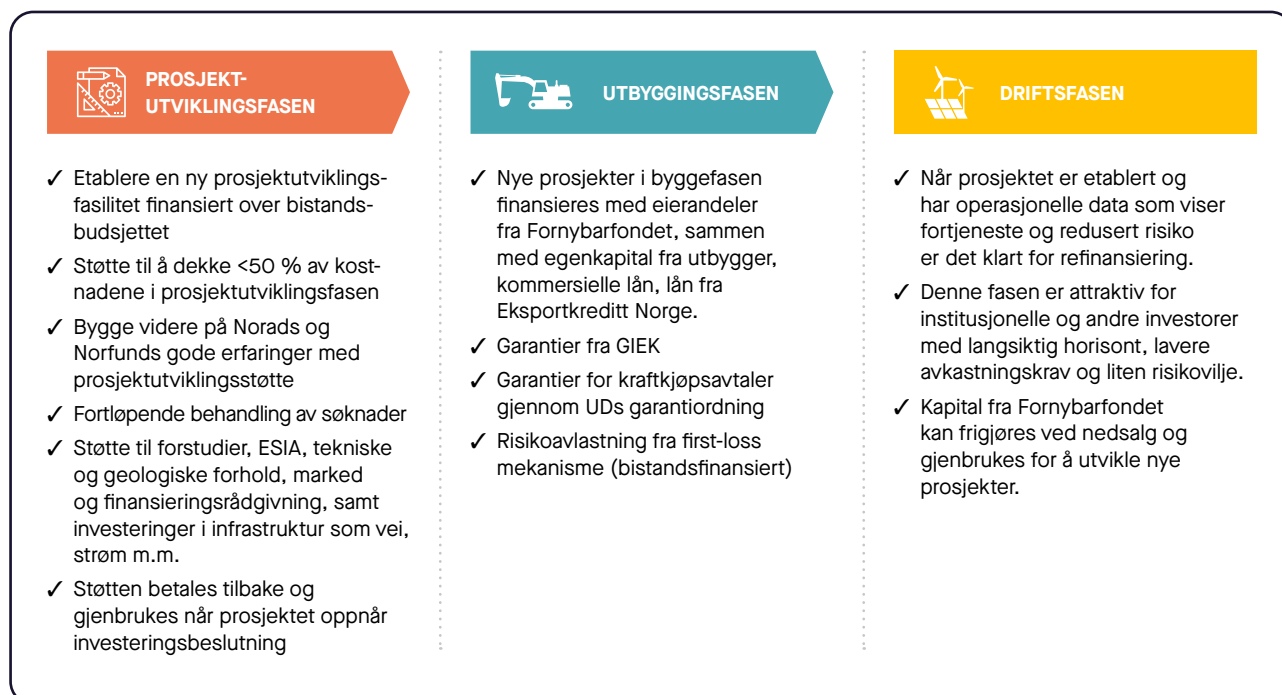 PROSJEKT-
UTVIKLINGSFASEN
✓ Etablere en ny prosjektutviklings-
fasilitet finansiert over bistands-
budsjettet
✓ Støtte til å dekke <50 % av kost-
nadene i prosjektutviklingsfasen
✓ Bygge videre på Norads og
Norfunds gode erfaringer med
prosjektutviklingsstøtte
✓ Fortløpende behandling av søknader
✓ Støtte til forstudier, ESIA, tekniske
og geologiske forhold, marked
og finansieringsrådgivning, samt
investeringer i infrastruktur som vei,
strøm m.m.
✓ Støtten betales tilbake og
gjenbrukes når prosjektet oppnår
investeringsbeslutning
UTBYGGINGSFASEN
✓ Nye prosjekter i byggefasen
finansieres med eierandeler
fra Fornybarfondet, sammen
med egenkapital fra utbygger,
kommersielle lån, lån fra
Eksportkreditt Norge.
✓ Garantier fra GIEK
✓ Garantier for kraftkjøpsavtaler
gjennom UDs garantiordning
✓ Risikoavlastning fra first-loss
mekanisme (bistandsfinansiert)
DRIFTSFASEN
✓ Når prosjektet er etablert og
har operasjonelle data som viser
fortjeneste og redusert risiko
er det klart for refinansiering.
✓ Denne fasen er attraktiv for
institusjonelle og andre investorer
med langsiktig horisont, lavere
avkastningskrav og liten risikovilje.
✓ Kapital fra Fornybarfondet
kan frigjøres ved nedsalg og
gjenbrukes for å utvikle nye
prosjekter.